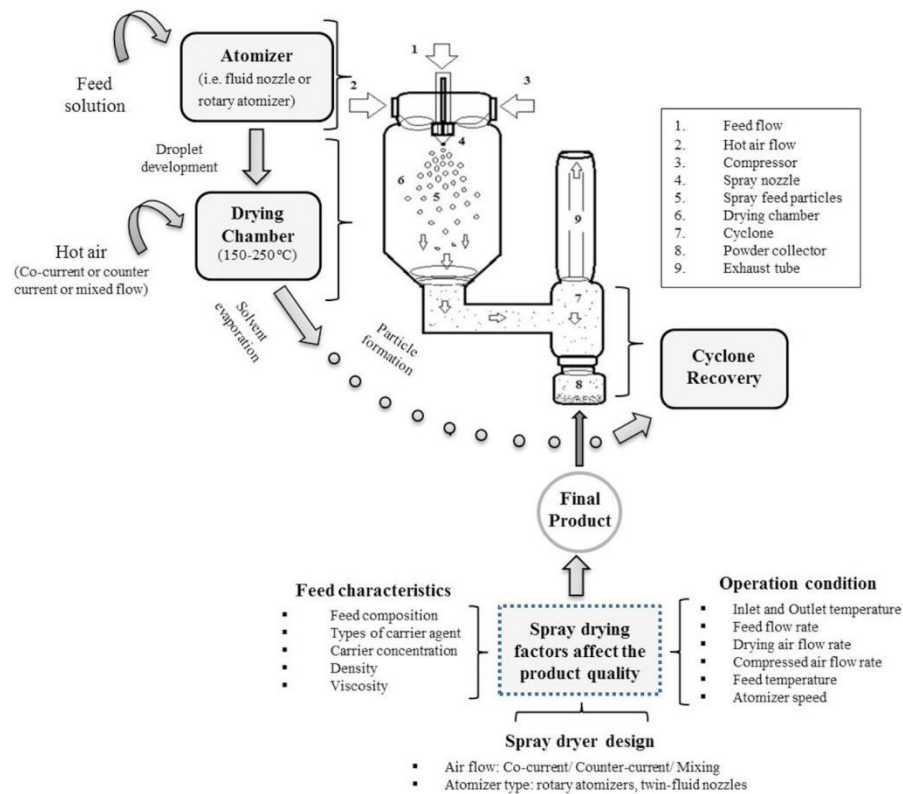 Feed
solution
Atomizer
(i.e. fluid nozzle or
rotary atomizer)
Droplet
development
Hot air
(Co-current or counter
current or mixed flow)
Drying
Chamber
(150-250°C)
Solvent
evaporation
Particle
formation
1
2
3
4
5
6
7
8
9
1. Feed flow
2. Hot air flow
3. Compressor
4. Spray nozzle
5. Spray feed particles
6. Drying chamber
7. Cyclone
8. Powder collector
9. Exhaust tube
Cyclone
Recovery
Final
Product
Feed characteristics
▪ Feed composition
▪ Types of carrier agent
▪ Carrier concentration
▪ Density
▪ Viscosity
Spray drying
factors affect the
product quality
Operation condition
▪ Inlet and Outlet temperature
▪ Feed flow rate
▪ Drying air flow rate
▪ Compressed air flow rate
▪ Feed temperature
▪ Atomizer speed
Spray dryer design
▪ Air flow: Co-current/ Counter-current/ Mixing
▪ Atomizer type: rotary atomizers, twin-fluid nozzles